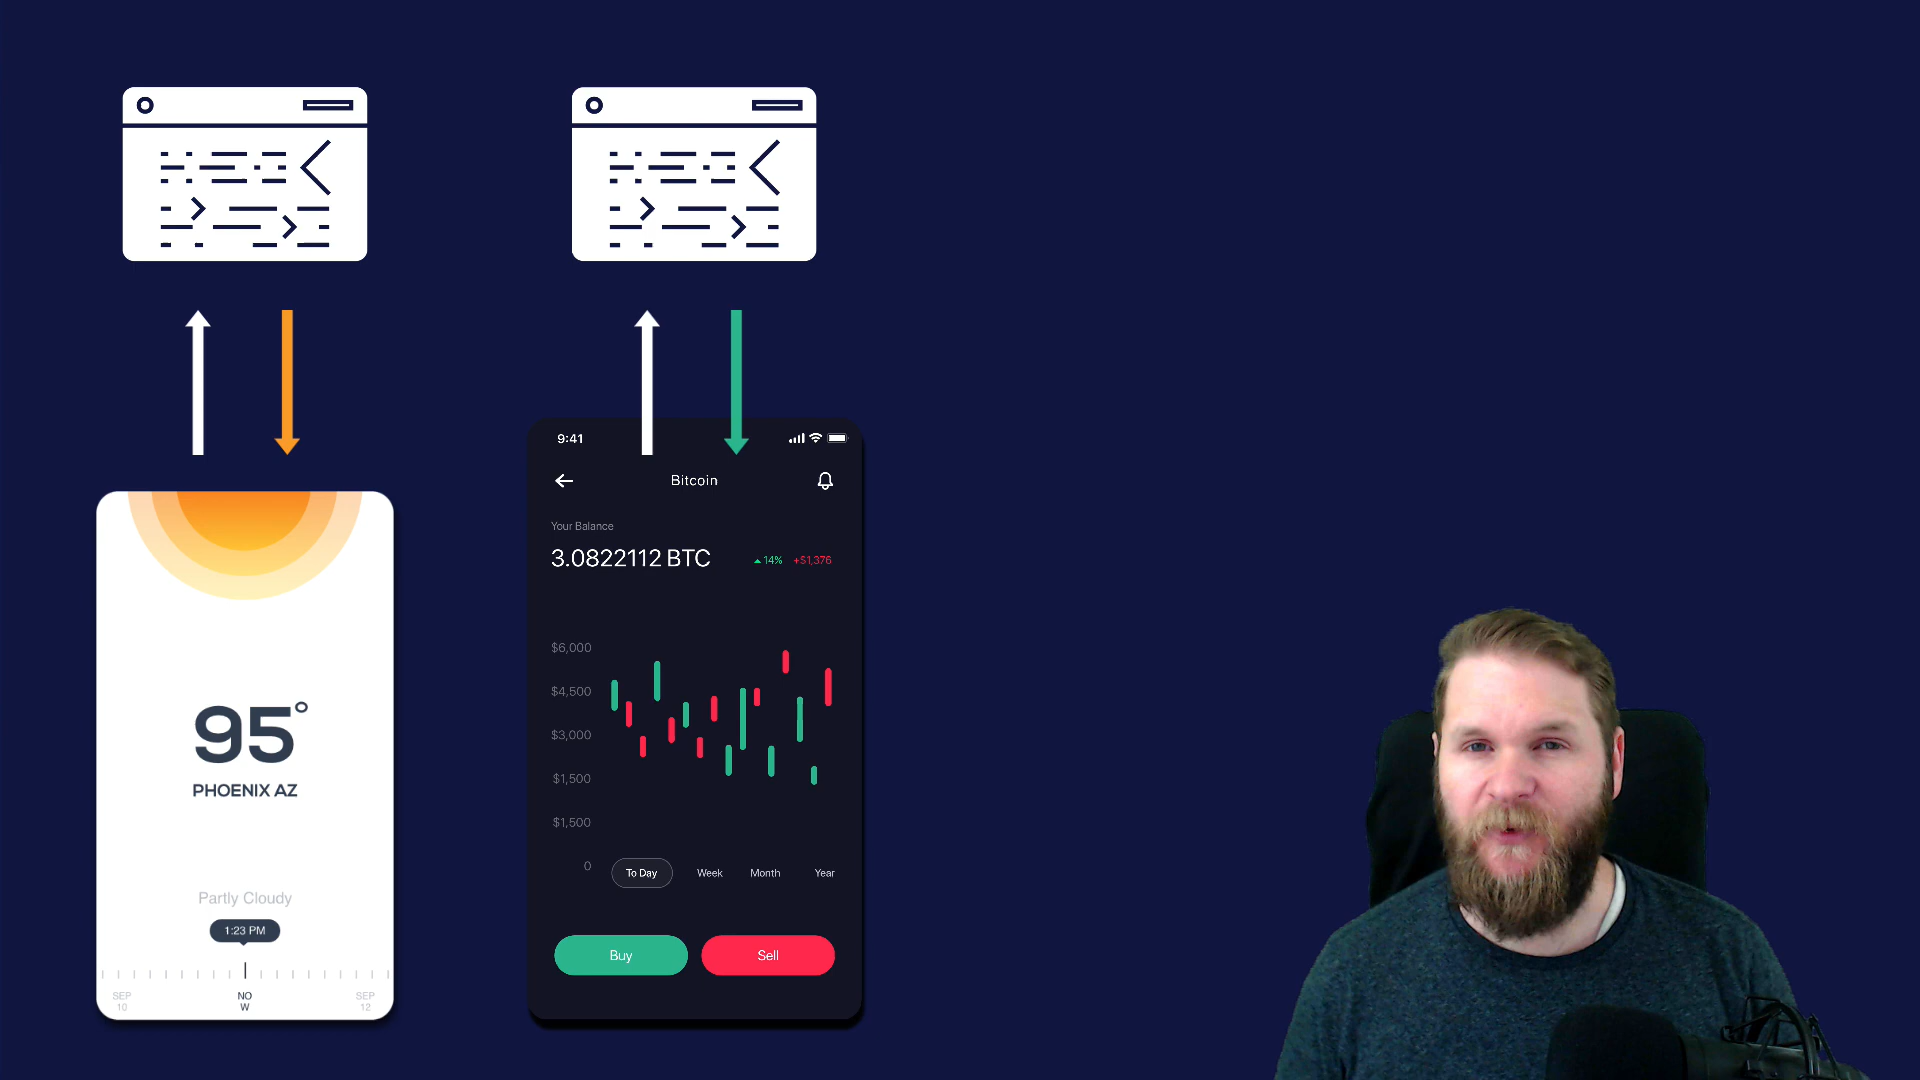 95°
PHOENIX AZ
Partly Cloudy
1:23 PM
SEP
10
NO
W
SEP
12
9:41
Bitcoin
Your Balance
3.0822112 BTC
14% +$1,376
$6,000
$4,500
$3,000
$1,500
$1,500
0
To Day Week Month Year
Buy Sell